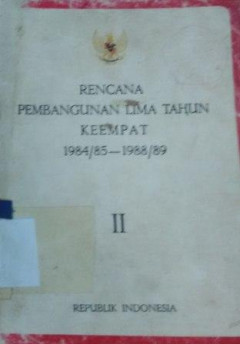 RENCANA
PEMBANGUNAN LIMA TAHUN
KEEMPAT
1984/85—1988/89
II
REPUBLIK INDONESIA